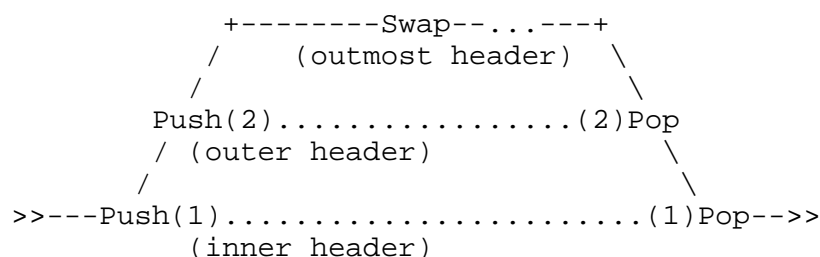 +--------Swap--...---+
/ (outmost header) \
/ \
Push(2).................(2)Pop
/ (outer header) \
/ \
>>---Push(1)........................(1)Pop-->>
(inner header)